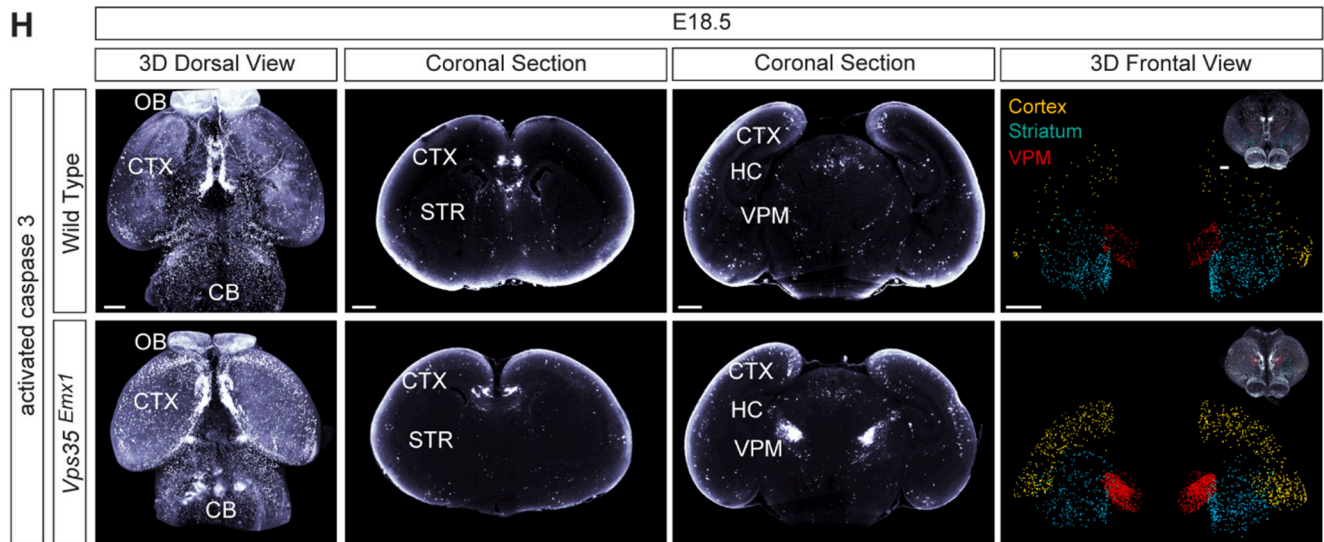 H
E18.5
3D Dorsal View
Coronal Section
Coronal Section
3D Frontal View
activated caspase 3
Wild Type
OB
CTX
CB
CTX
STR
CTX
HC
VPM
Cortex
Striatum
VPM
Vps35 Emx1
OB
CTX
CB
CTX
STR
CTX
HC
VPM